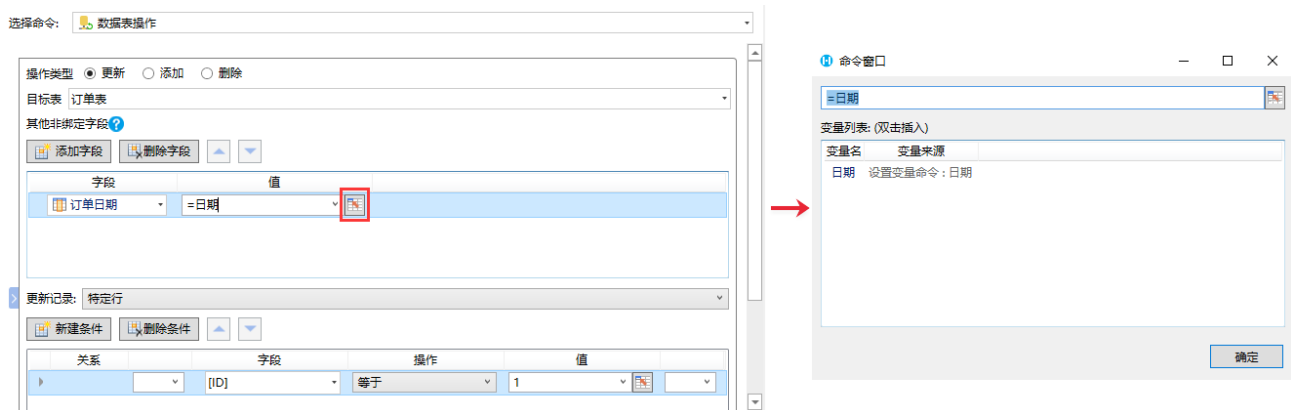 选择命令: 数据表操作
操作类型 更新 添加 删除
目标表 订单表
其他非绑定字段?
添加字段 删除字段
字段 值
订单日期 =日期
更新记录: 特定行
新建条件 删除条件
关系 字段 操作 值
[ID] 等于 1
命令窗口
=日期
变量列表: (双击插入)
变量名 变量来源
日期 设置变量命令 : 日期
确定